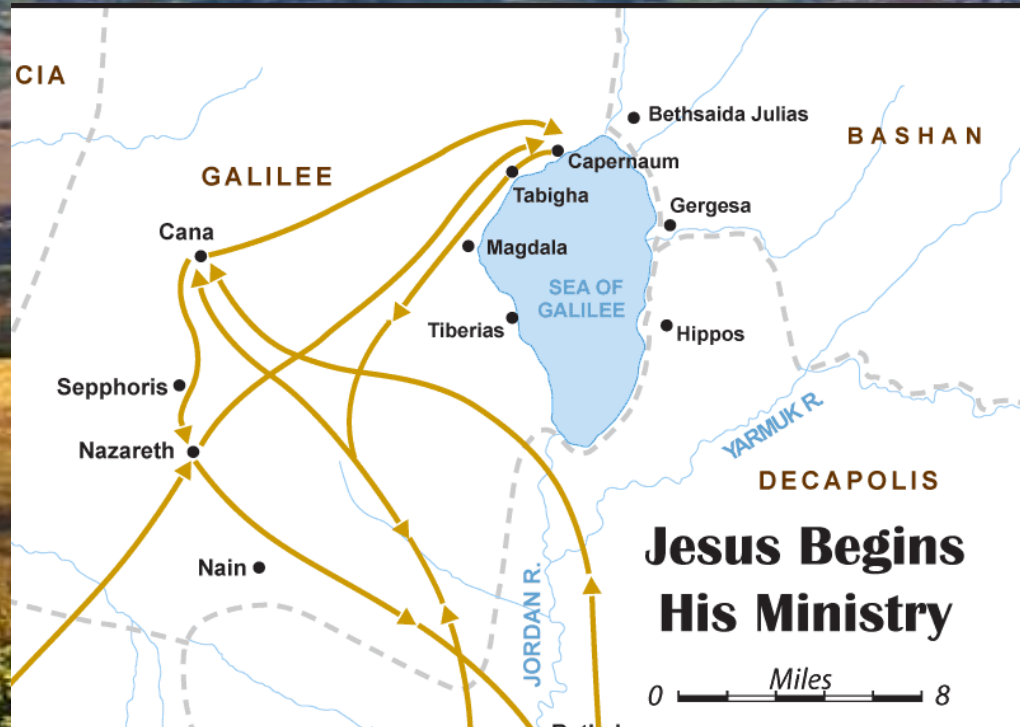 CIA
Bethsaida Julias
BASHAN
Capernaum
GALILEE
Tabigha
Gergesa
Cana
Magdala
SEA OF
GALILEE
Tiberias
Hippos
Sepphoris
YARMUK R.
Nazareth
DECAPOLIS
Jesus Begins
His Ministry
Nain
JORDAN R.
Miles
0 8